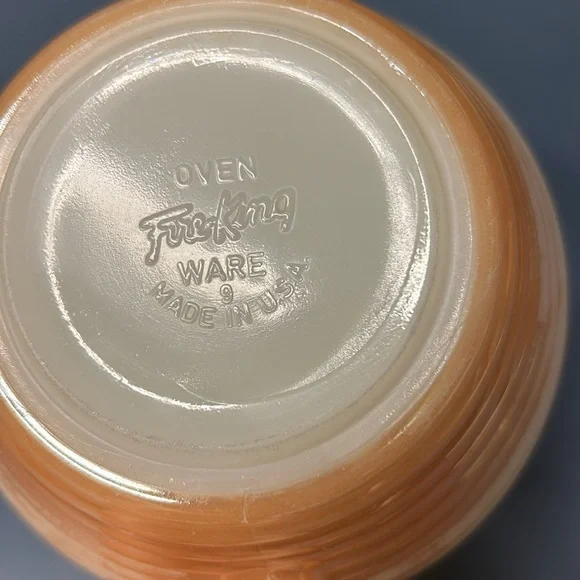 OVEN
Fire-King
WARE
9
MADE IN U.S.A.